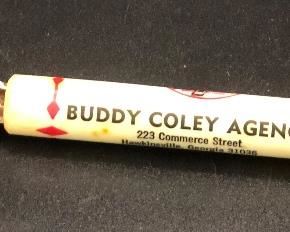 BUDDY COLEY AGENC
223 Commerce Street
Hawkinsville, Georgia 31036